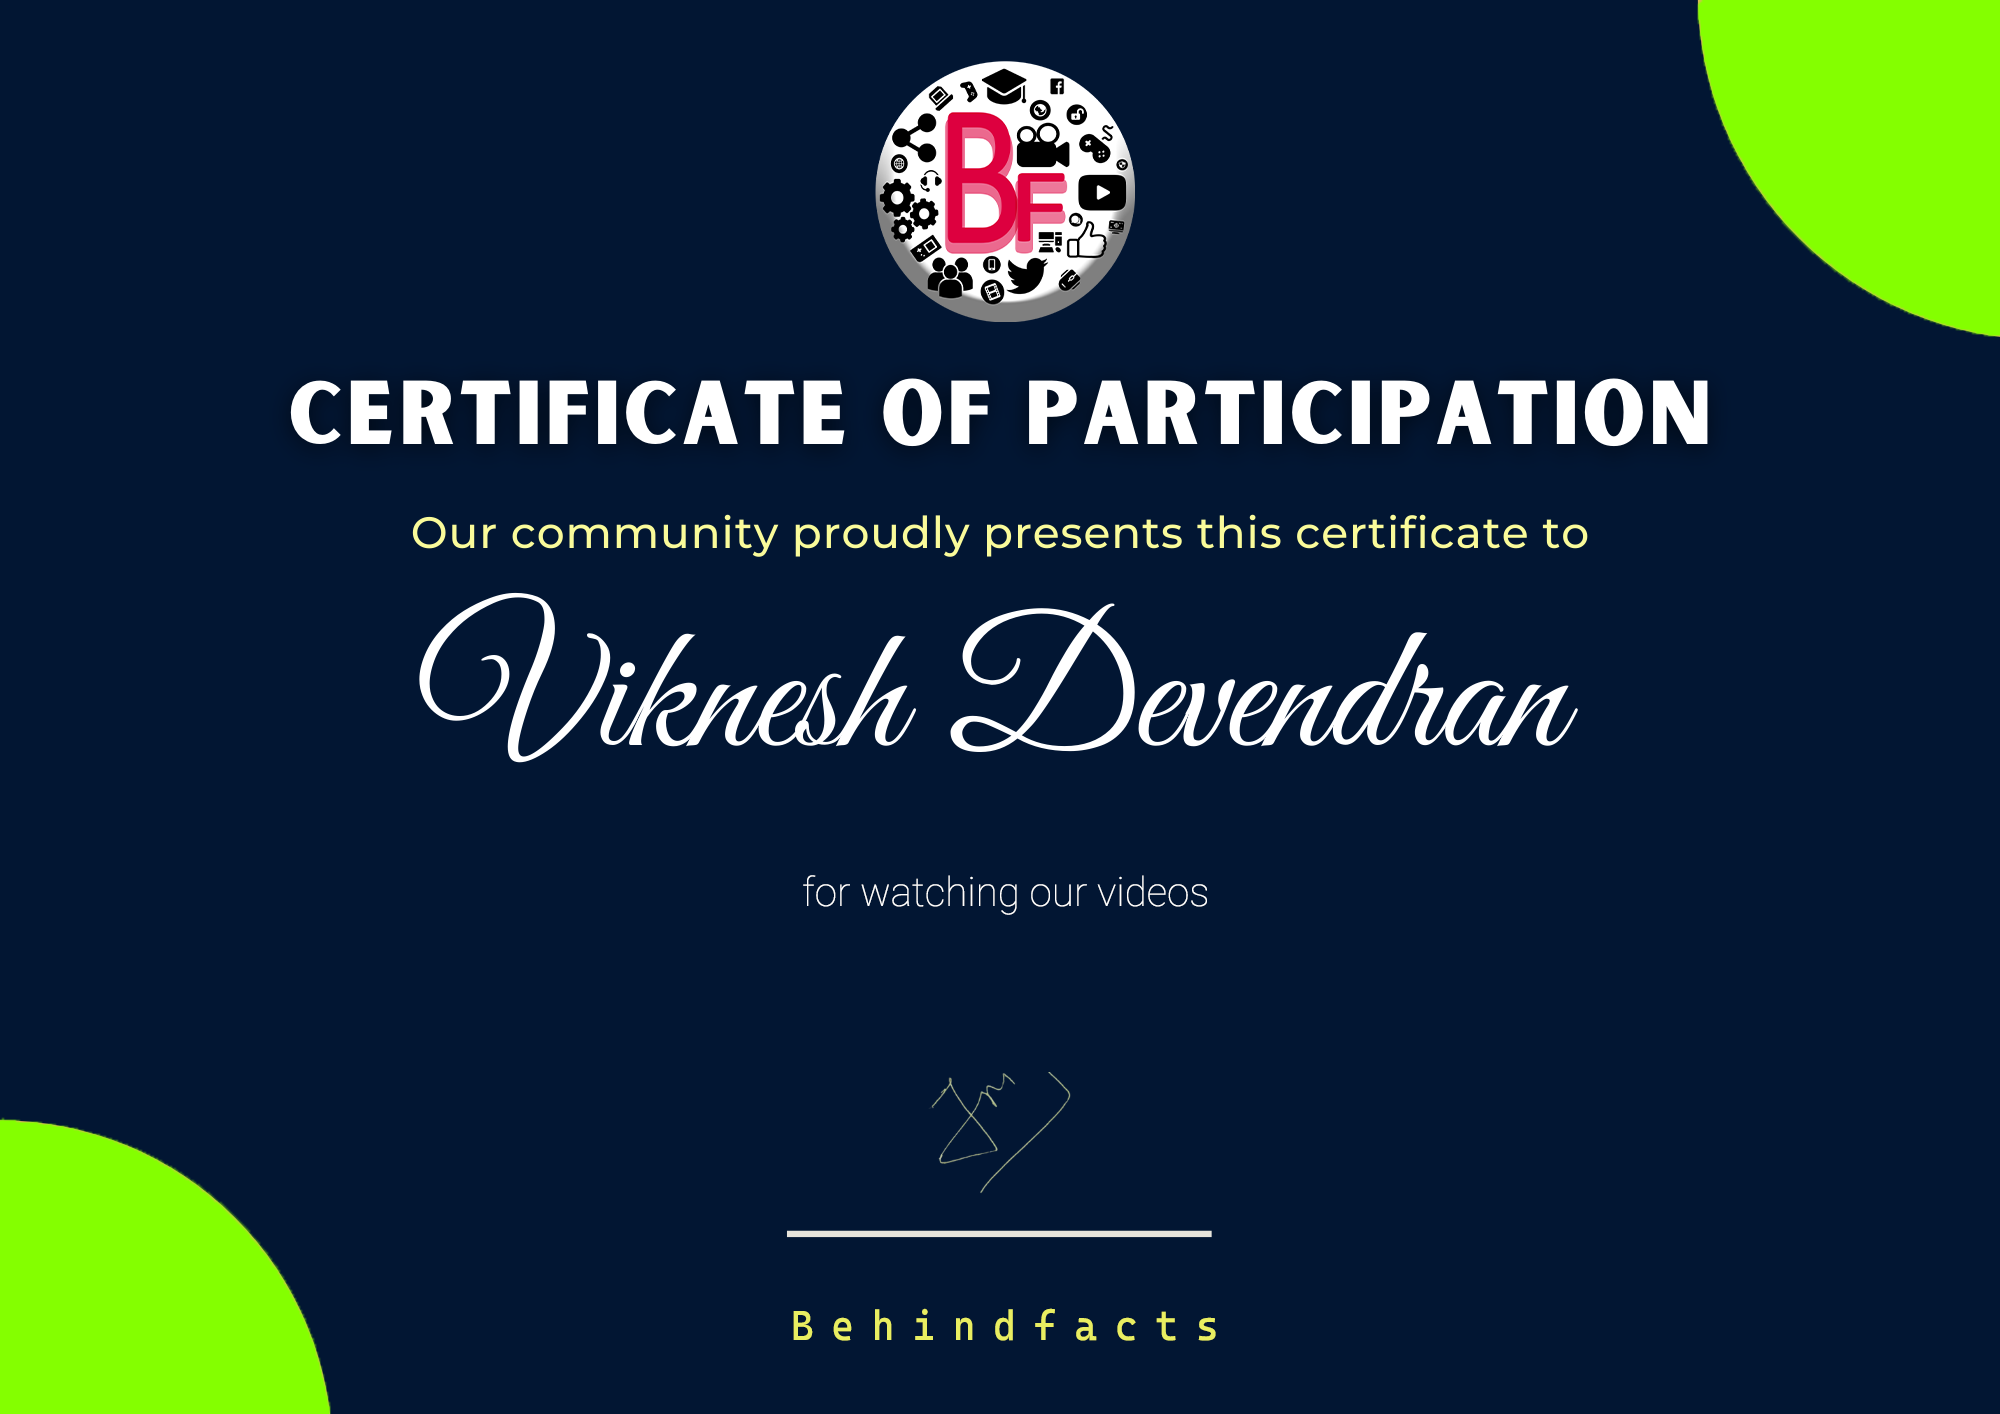 BF
CERTIFICATE OF PARTICIPATION
Our community proudly presents this certificate to
Viknesh Devendran
for watching our videos
Behindfacts